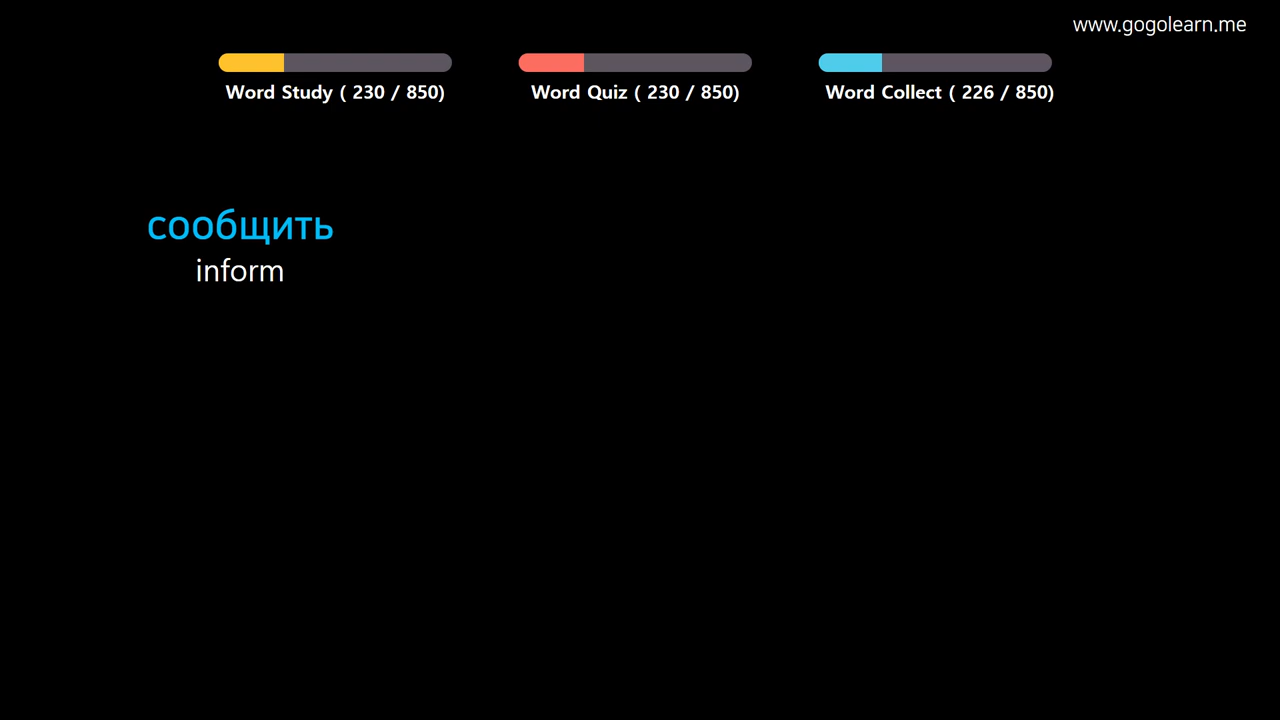 www.gogolearn.me
Word Study ( 230 / 850)
Word Quiz ( 230 / 850)
Word Collect ( 226 / 850)
сообщить
inform